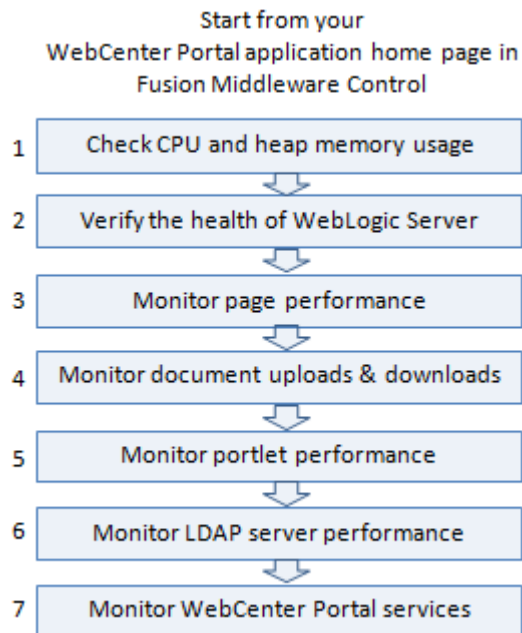 Start from your
WebCenter Portal application home page in
Fusion Middleware Control
1 Check CPU and heap memory usage
2 Verify the health of WebLogic Server
3 Monitor page performance
4 Monitor document uploads & downloads
5 Monitor portlet performance
6 Monitor LDAP server performance
7 Monitor WebCenter Portal services